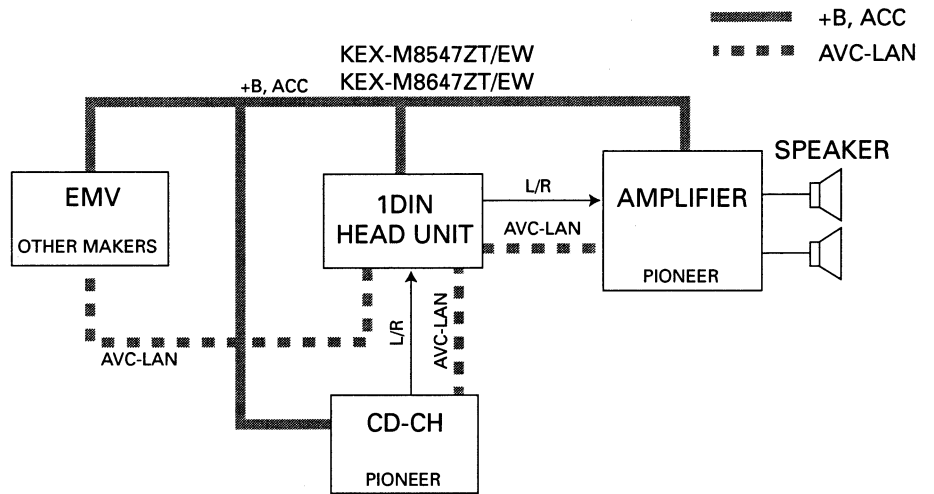 +B, ACC
AVC-LAN
KEX-M8547ZT/EW
KEX-M8647ZT/EW
+B, ACC
SPEAKER
EMV
OTHER MAKERS
1DIN
HEAD UNIT
L/R
AVC-LAN
AMPLIFIER
PIONEER
AVC-LAN
L/R
AVC-LAN
CD-CH
PIONEER